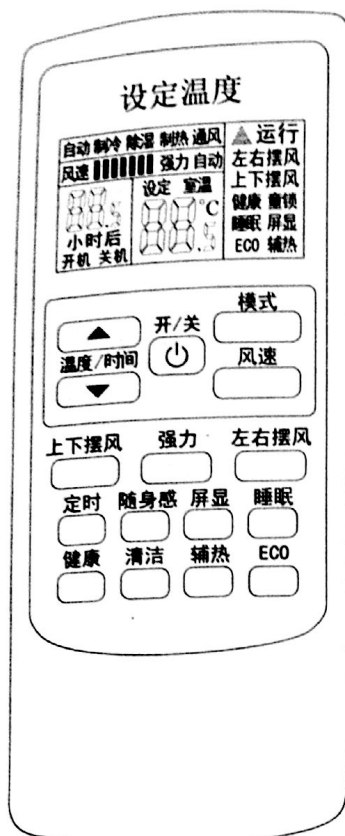 设定温度
自动 制冷 除湿 制热 通风
风速 强力 自动
设定 室温
88.5 88.5 ℃
小时后
开机 关机
运行
左右摆风
上下摆风
健康 童锁
睡眠 屏显
ECO 辅热
模式
开/关
温度/时间
风速
上下摆风 强力 左右摆风
定时 随身感 屏显 睡眠
健康 清洁 辅热 ECO